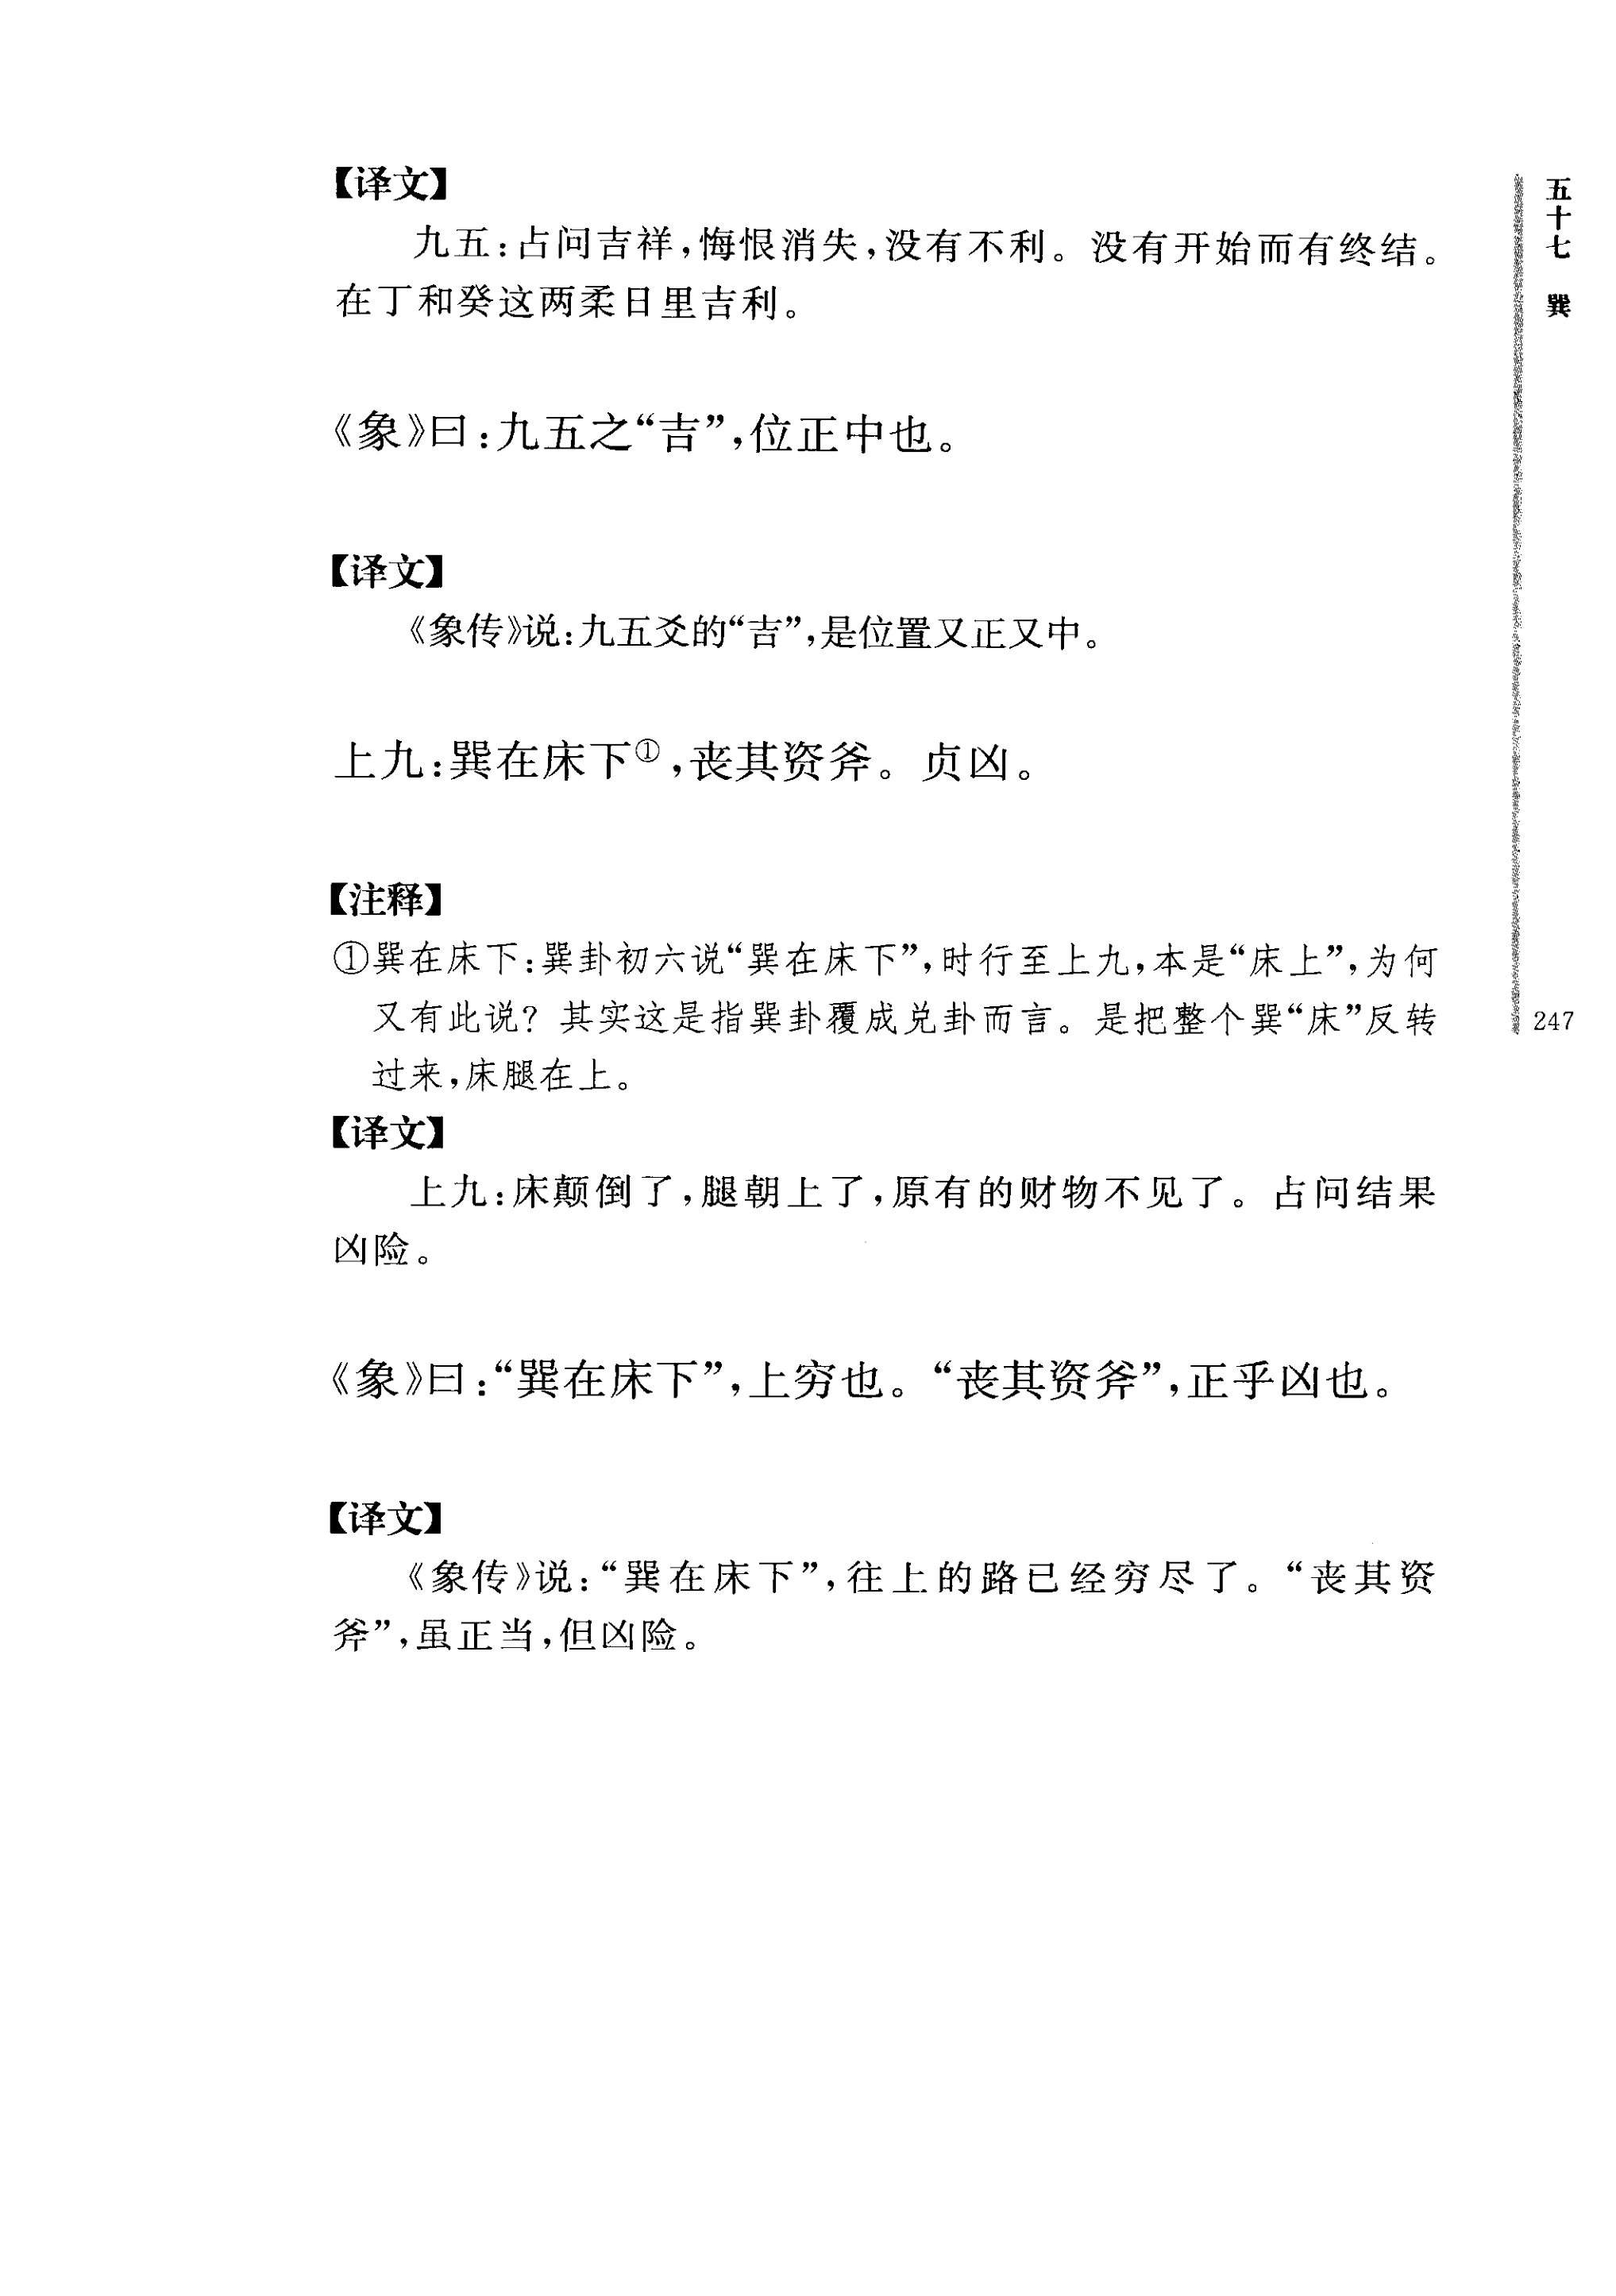 【译文】
九五：占问吉祥，悔恨消失，没有不利。没有开始而有终结。
在丁和癸这两柔日里吉利。
《象》曰：九五之“吉”，位正中也。
【译文】
《象传》说：九五爻的“吉”，是位置又正又中。
上九：巽在床下①，丧其资斧。贞凶。
【注释】
①巽在床下：巽卦初六说“巽在床下”，时行至上九，本是“床上”，为何
又有此说？其实这是指巽卦覆成兑卦而言。是把整个巽“床”反转
过来，床腿在上。
【译文】
上九：床颠倒了，腿朝上了，原有的财物不见了。占问结果
凶险。
《象》曰：“巽在床下”，上穷也。“丧其资斧”，正乎凶也。
【译文】
《象传》说：“巽在床下”，往上的路已经穷尽了。“丧其资
斧”，虽正当，但凶险。
五十七 巽
247